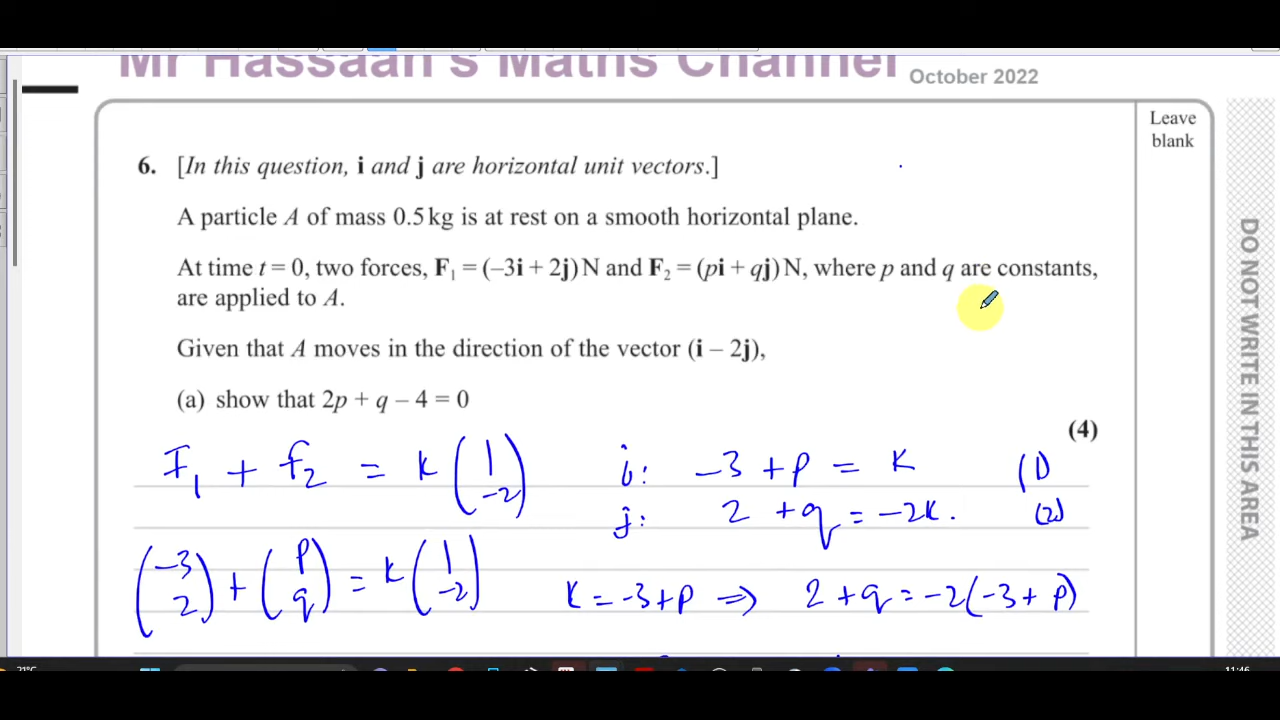 Mr Hassaan's Maths Channel
October 2022
Leave
blank
6. [In this question, i and j are horizontal unit vectors.]
A particle A of mass 0.5 kg is at rest on a smooth horizontal plane.
At time t = 0, two forces, F₁ = (–3i + 2j) N and F₂ = (pi + qj) N, where p and q are constants,
are applied to A.
Given that A moves in the direction of the vector (i – 2j),
(a) show that 2p + q – 4 = 0
(4)
F₁ + F₂ = k (1 -2)
i: -3 + p = k (1)
j: 2 + q = -2k. (2)
(-3 2) + (p q) = k (1 -2)
k = -3 + p ⇒ 2 + q = -2(-3 + p)
DO NOT WRITE IN THIS AREA
21°C
11:46